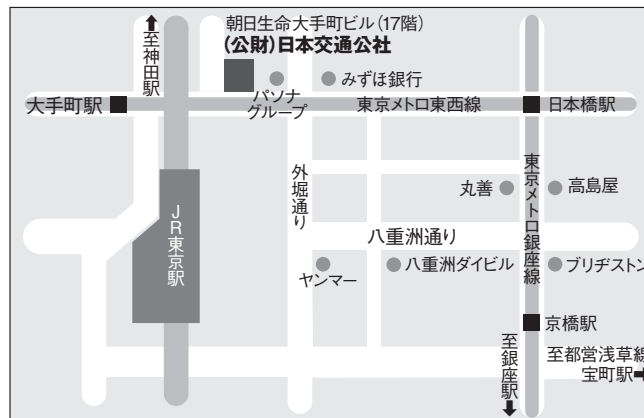 朝日生命大手町ビル(17階)
(公財)日本交通公社
至神田駅
みずほ銀行
大手町駅
パソナ
グループ
東京メトロ東西線
日本橋駅
外堀通り
丸善
東京メトロ銀座線
高島屋
JR東京駅
八重洲通り
ヤンマー
八重洲ダイビル
ブリヂストン
京橋駅
至銀座駅
至都営浅草線
宝町駅